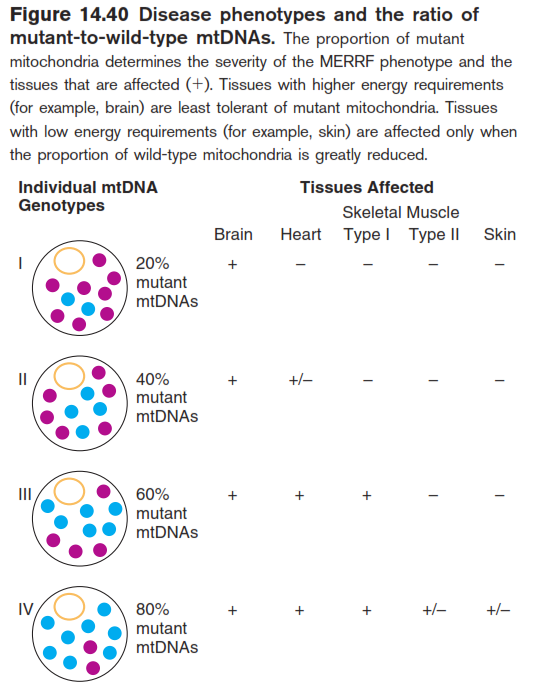 Figure 14.40 Disease phenotypes and the ratio of
mutant-to-wild-type mtDNAs. The proportion of mutant
mitochondria determines the severity of the MERRF phenotype and the
tissues that are affected (+). Tissues with higher energy requirements
(for example, brain) are least tolerant of mutant mitochondria. Tissues
with low energy requirements (for example, skin) are affected only when
the proportion of wild-type mitochondria is greatly reduced.
Individual mtDNA Tissues Affected
Genotypes
Skeletal Muscle
Brain Heart Type I Type II Skin
I 20% + – – – –
mutant
mtDNAs
II 40% + +/– – – –
mutant
mtDNAs
III 60% + + + – –
mutant
mtDNAs
IV 80% + + + +/– +/–
mutant
mtDNAs